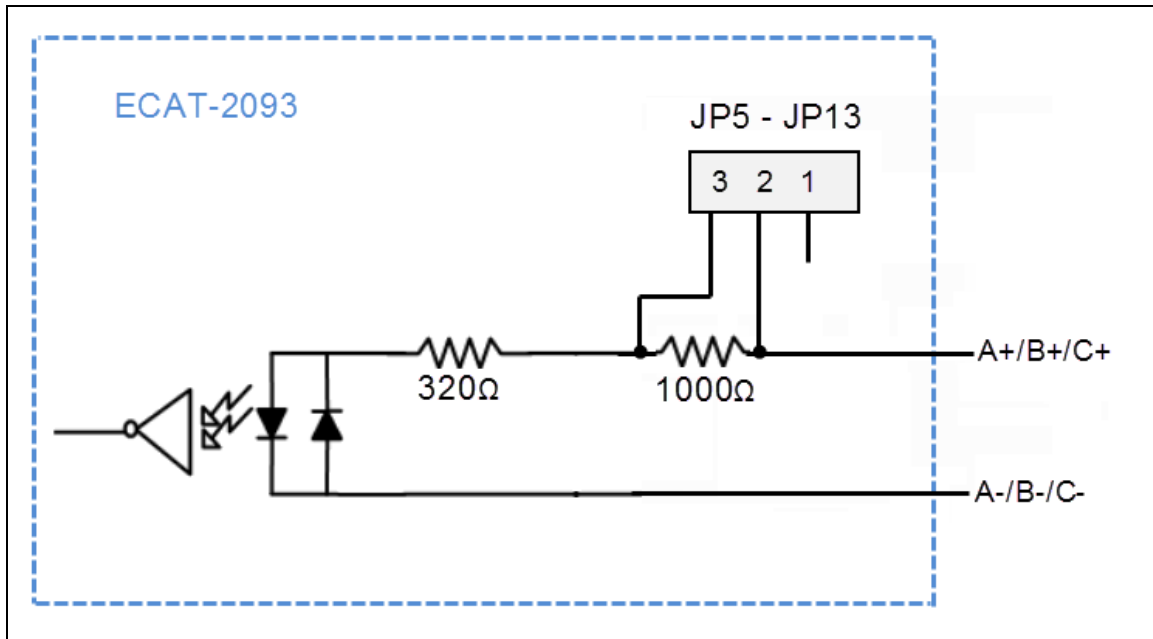 ECAT-2093
JP5 - JP13
3 2 1
A+/B+/C+
320Ω
1000Ω
A-/B-/C-